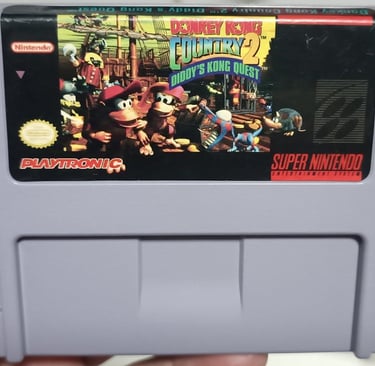 Donkey Kong Country 2 Diddy's Kong Quest
Nintendo
DONKEY KONG
COUNTRY 2
DIDDY'S KONG QUEST
PLAYTRONIC
SUPER NINTENDO
ENTERTAINMENT SYSTEM